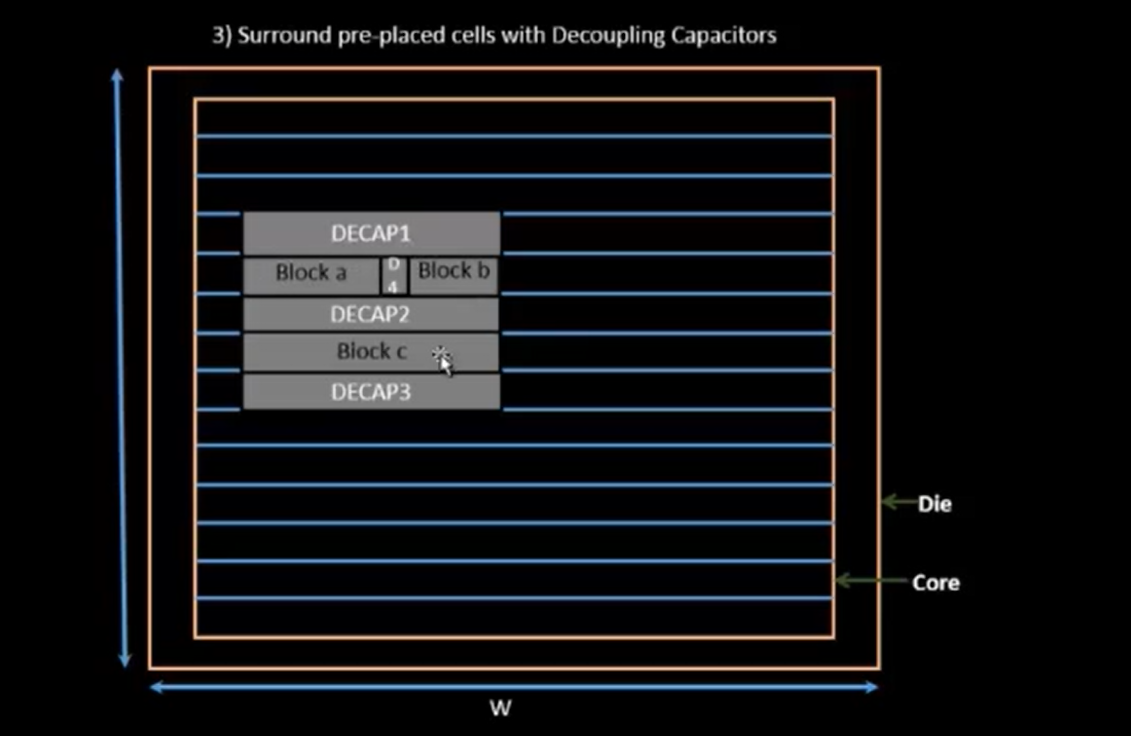 3) Surround pre-placed cells with Decoupling Capacitors
DECAP1
Block a
D
4
Block b
DECAP2
Block c
DECAP3
Die
Core
W